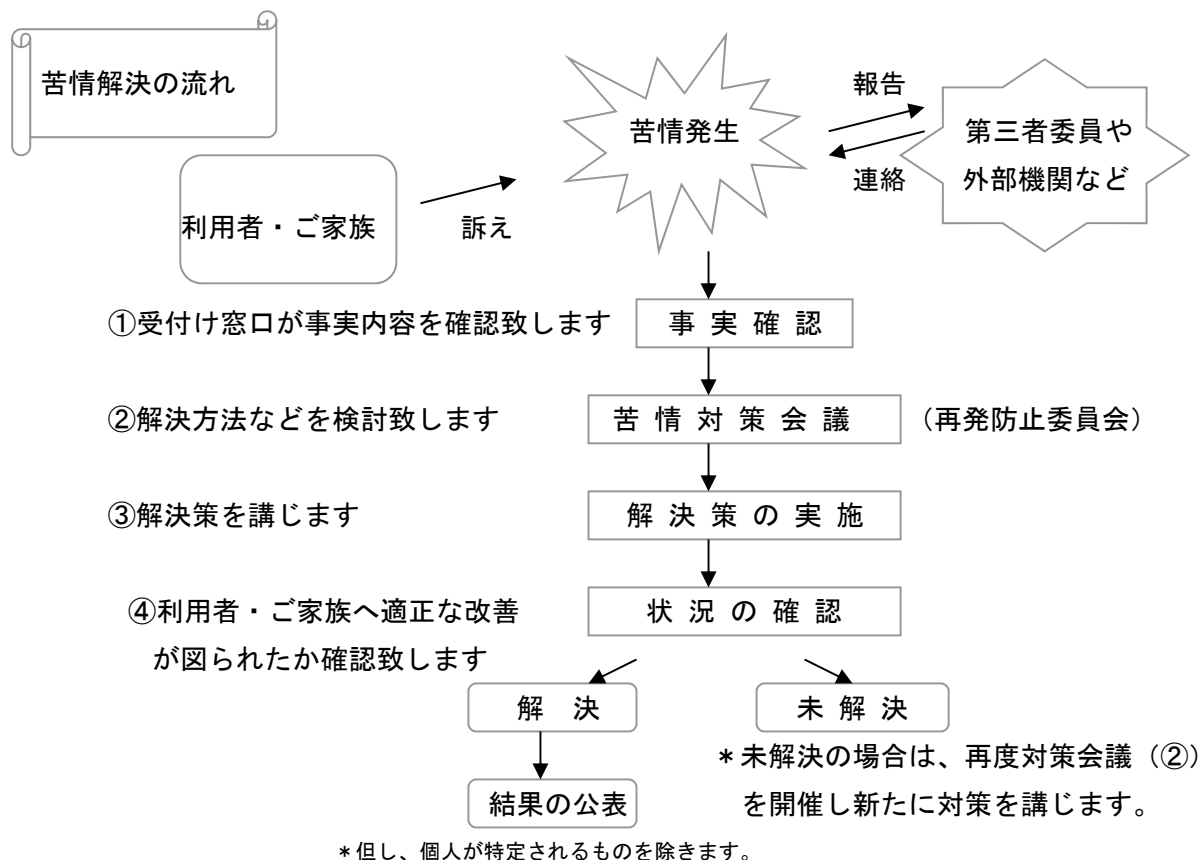 苦情解決の流れ
苦情発生
報告
連絡
第三者委員や
外部機関など
利用者・ご家族
訴え
①受付け窓口が事実内容を確認致します
事 実 確 認
②解決方法などを検討致します
苦 情 対 策 会 議
（再発防止委員会）
③解決策を講じます
解 決 策 の 実 施
④利用者・ご家族へ適正な改善
が図られたか確認致します
状 況 の 確 認
解　決
未 解 決
＊未解決の場合は、再度対策会議（②）
を開催し新たに対策を講じます。
結果の公表
＊但し、個人が特定されるものを除きます。